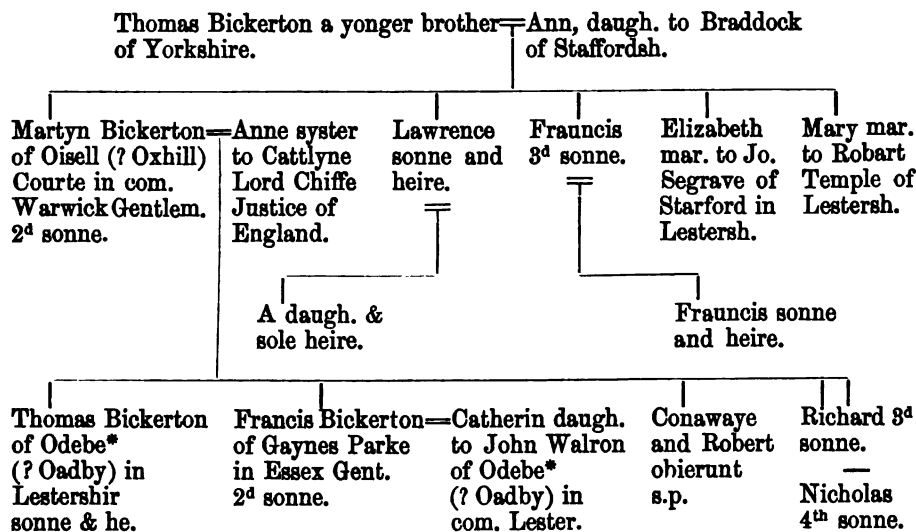 Thomas Bickerton a yonger brother
of Yorkshire.
Ann, daugh. to Braddock
of Staffordsh.
Martyn Bickerton
of Oisell (? Oxhill)
Courte in com.
Warwick Gentlem.
2d sonne.
Anne syster
to Cattlyne
Lord Chiffe
Justice of
England.
Lawrence
sonne and
heire.
Frauncis
3d sonne.
Elizabeth
mar. to Jo.
Segrave of
Starford in
Lestersh.
Mary mar.
to Robart
Temple of
Lestersh.
A daugh. &
sole heire.
Frauncis sonne
and heire.
Thomas Bickerton
of Odebe*
(? Oadby) in
Lestershir
sonne & he.
Francis Bickerton
of Gaynes Parke
in Essex Gent.
2d sonne.
Catherin daugh.
to John Walron
of Odebe*
(? Oadby) in
com. Lester.
Conawaye
and Robert
obierunt
s.p.
Richard 3d
sonne.
Nicholas
4th sonne.